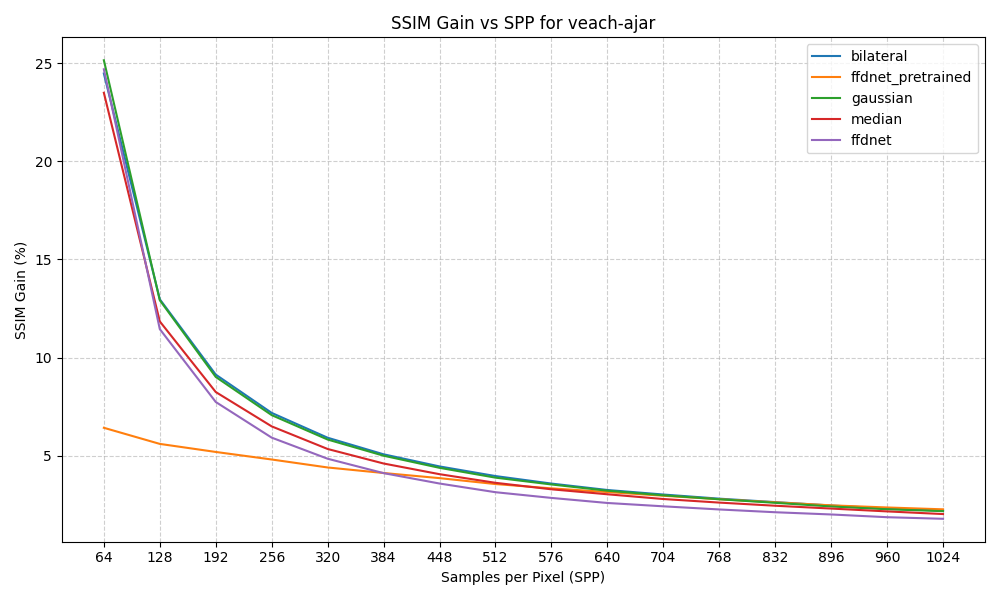 SSIM Gain vs SPP for veach-ajar
SSIM Gain (%)
25
20
15
10
5
bilateral
ffdnet_pretrained
gaussian
median
ffdnet
64 128 192 256 320 384 448 512 576 640 704 768 832 896 960 1024
Samples per Pixel (SPP)